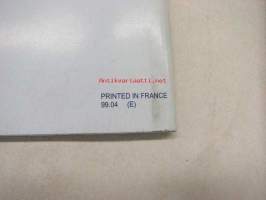 Antikvariaatti.net
PRINTED IN FRANCE
99.04 (E)